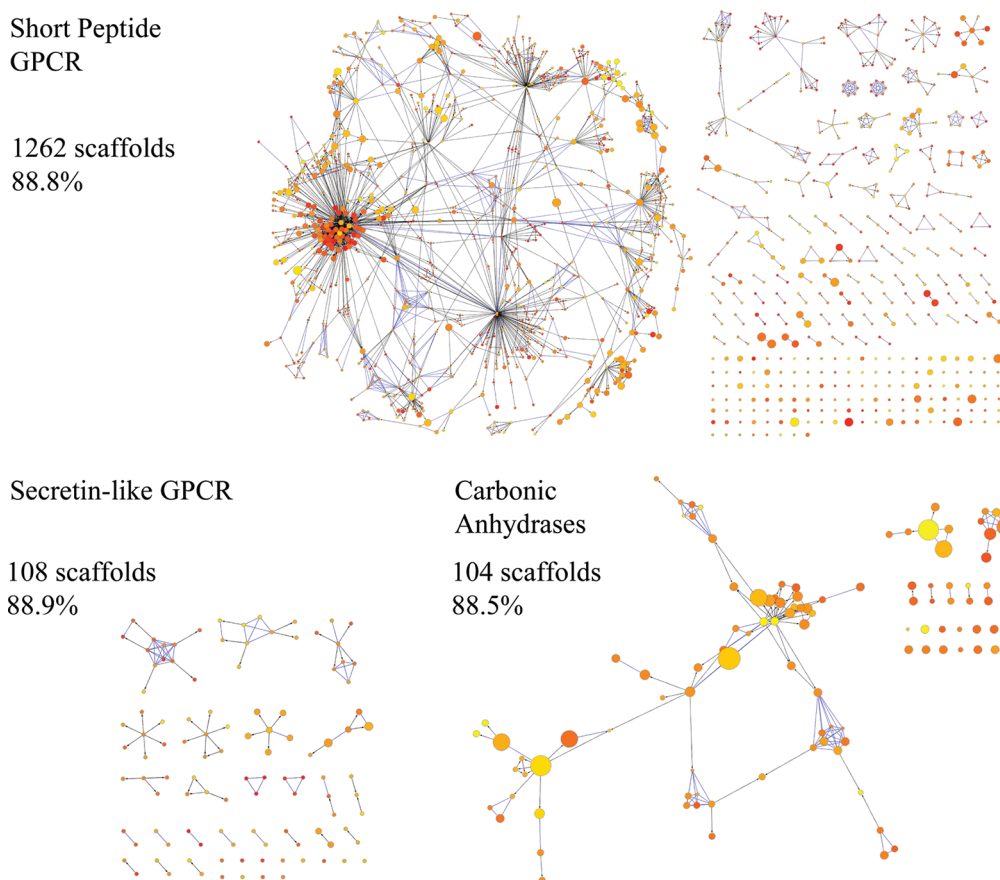 Short Peptide
GPCR
1262 scaffolds
88.8%
Secretin-like GPCR
108 scaffolds
88.9%
Carbonic
Anhydrases
104 scaffolds
88.5%